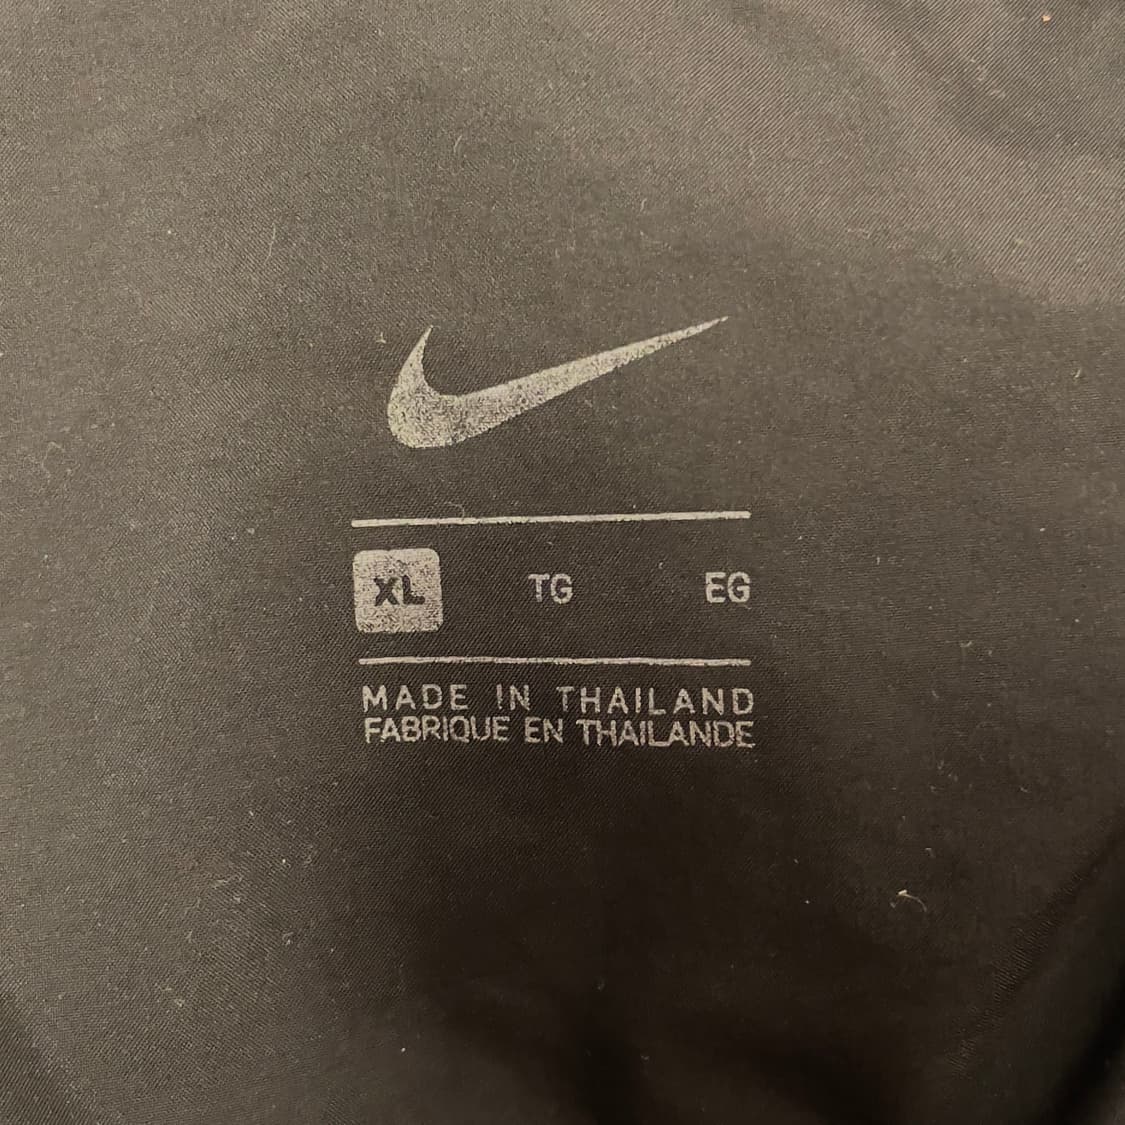 XL TG EG
MADE IN THAILAND
FABRIQUE EN THAILANDE